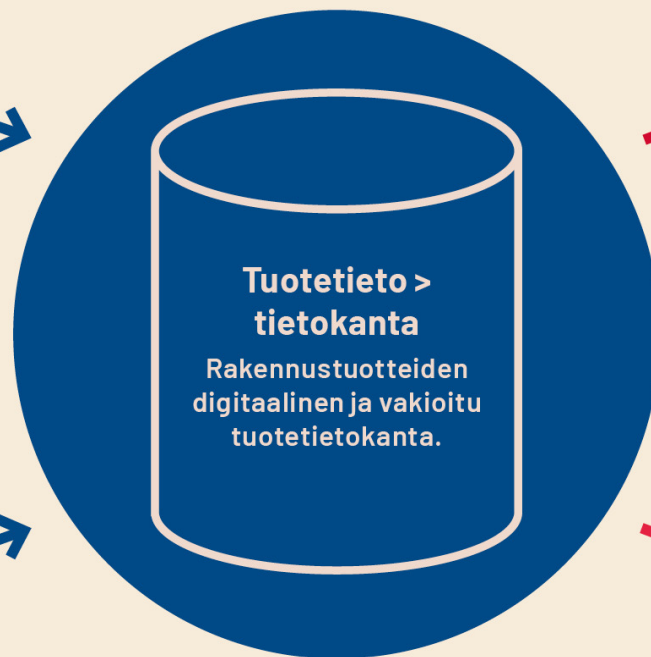 Tuotetieto >
tietokanta
Rakennustuotteiden
digitaalinen ja vakioitu
tuotetietokanta.